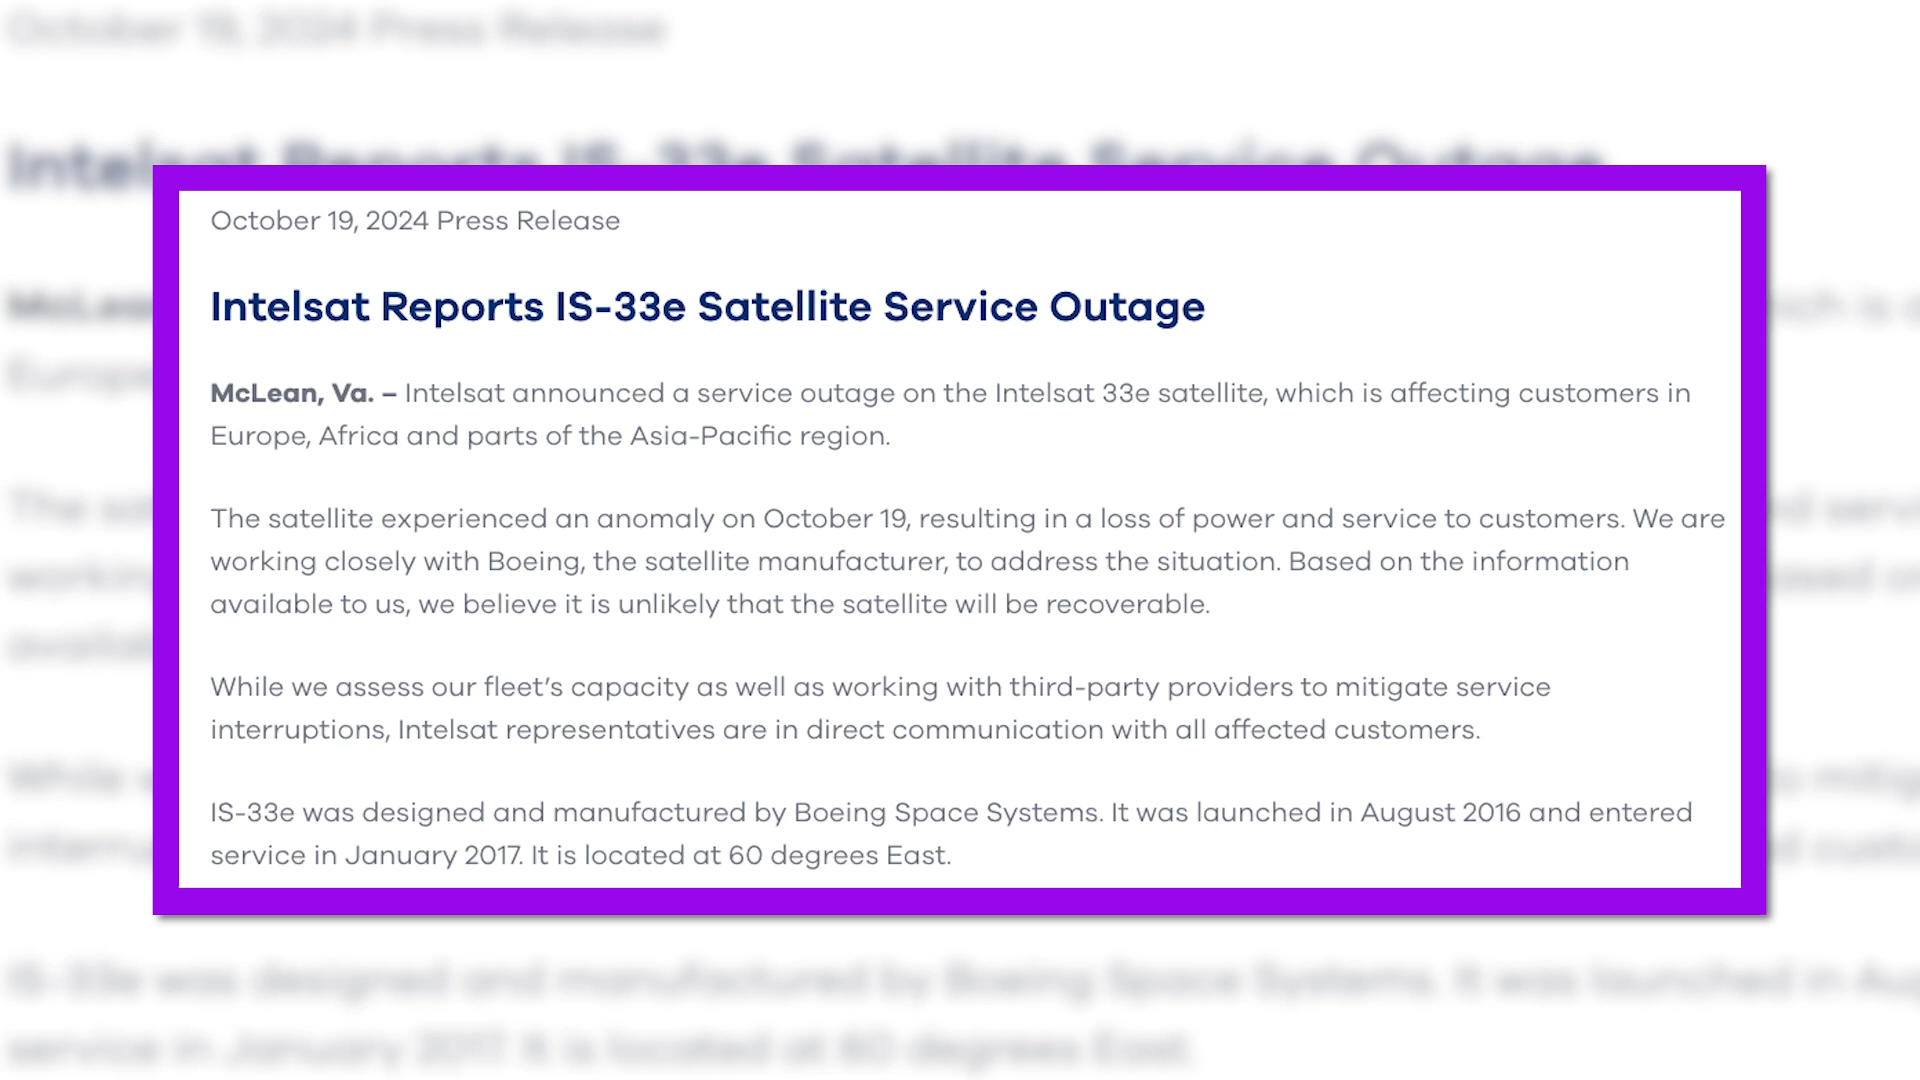 October 19, 2024 Press Release
Intelsat Reports IS-33e Satellite Service Outage
McLean, Va. – Intelsat announced a service outage on the Intelsat 33e satellite, which is affecting customers in
Europe, Africa and parts of the Asia-Pacific region.
The satellite experienced an anomaly on October 19, resulting in a loss of power and service to customers. We are
working closely with Boeing, the satellite manufacturer, to address the situation. Based on the information
available to us, we believe it is unlikely that the satellite will be recoverable.
While we assess our fleet’s capacity as well as working with third-party providers to mitigate service
interruptions, Intelsat representatives are in direct communication with all affected customers.
IS-33e was designed and manufactured by Boeing Space Systems. It was launched in August 2016 and entered
service in January 2017. It is located at 60 degrees East.